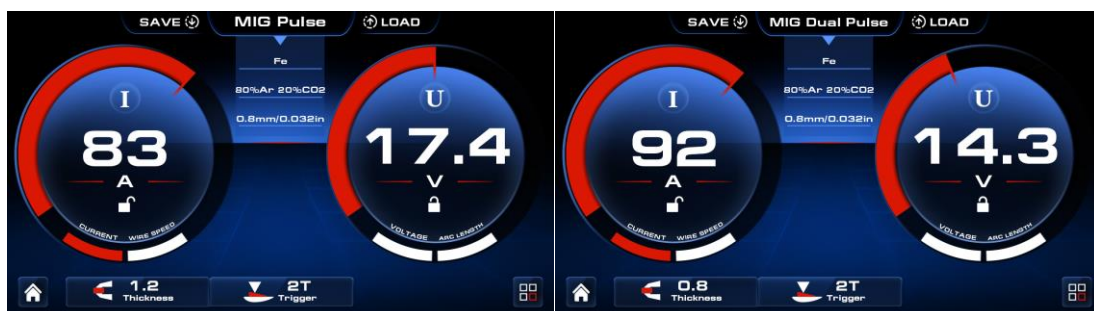 SAVE MIG Pulse LOAD
Fe
80%Ar 20%CO2
0.8mm/0.032in
I
83
A
CURRENT WIRE SPEED
U
17.4
V
VOLTAGE ARC LENGTH
1.2
Thickness
2T
Trigger
SAVE MIG Dual Pulse LOAD
Fe
80%Ar 20%CO2
0.8mm/0.032in
I
92
A
CURRENT WIRE SPEED
U
14.3
V
VOLTAGE ARC LENGTH
0.8
Thickness
2T
Trigger